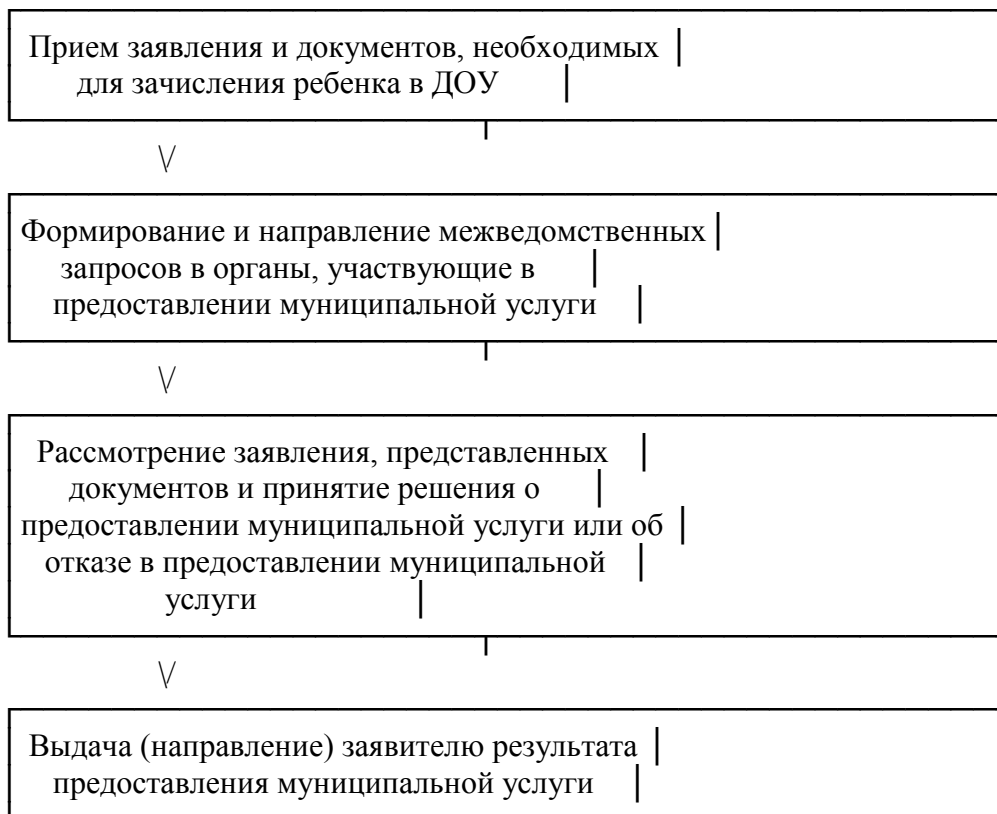 Прием заявления и документов, необходимых
для зачисления ребенка в ДОУ
Формирование и направление межведомственных
запросов в органы, участвующие в
предоставлении муниципальной услуги
Рассмотрение заявления, представленных
документов и принятие решения о
предоставлении муниципальной услуги или об
отказе в предоставлении муниципальной
услуги
Выдача (направление) заявителю результата
предоставления муниципальной услуги